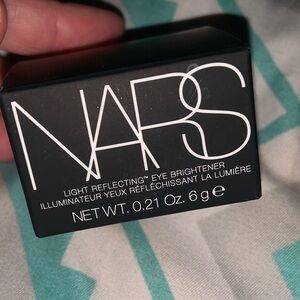 NARS
LIGHT REFLECTING™ EYE BRIGHTENER
ILLUMINATEUR YEUX RÉFLÉCHISSANT LA LUMIÈRE
NET WT. 0.21 Oz. 6 g ℮